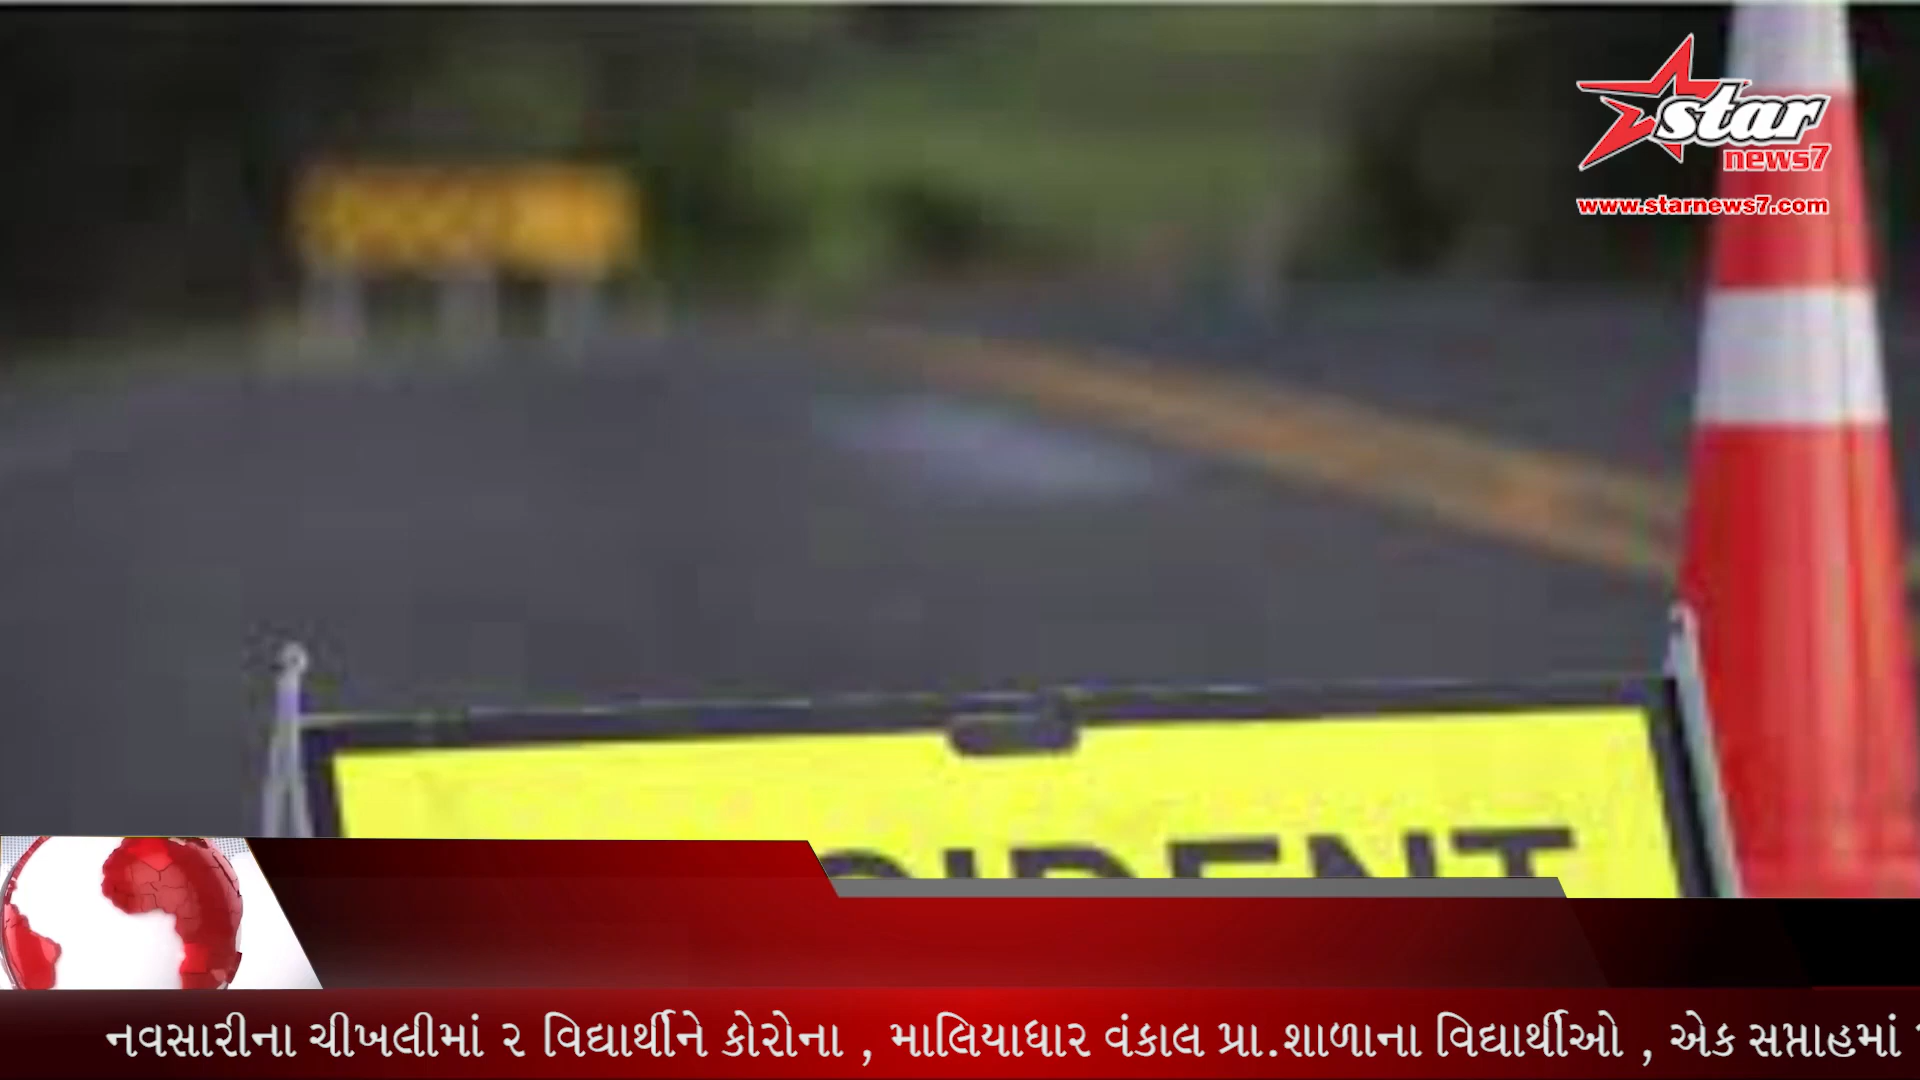 star
news7
www.starnews7.com
નવસારીના ચીખલીમાં ૨ વિદ્યાર્થીને કોરોના , માલિયાધાર વંકાલ પ્રા.શાળાના વિદ્યાર્થીઓ , એક સપ્તાહમાં